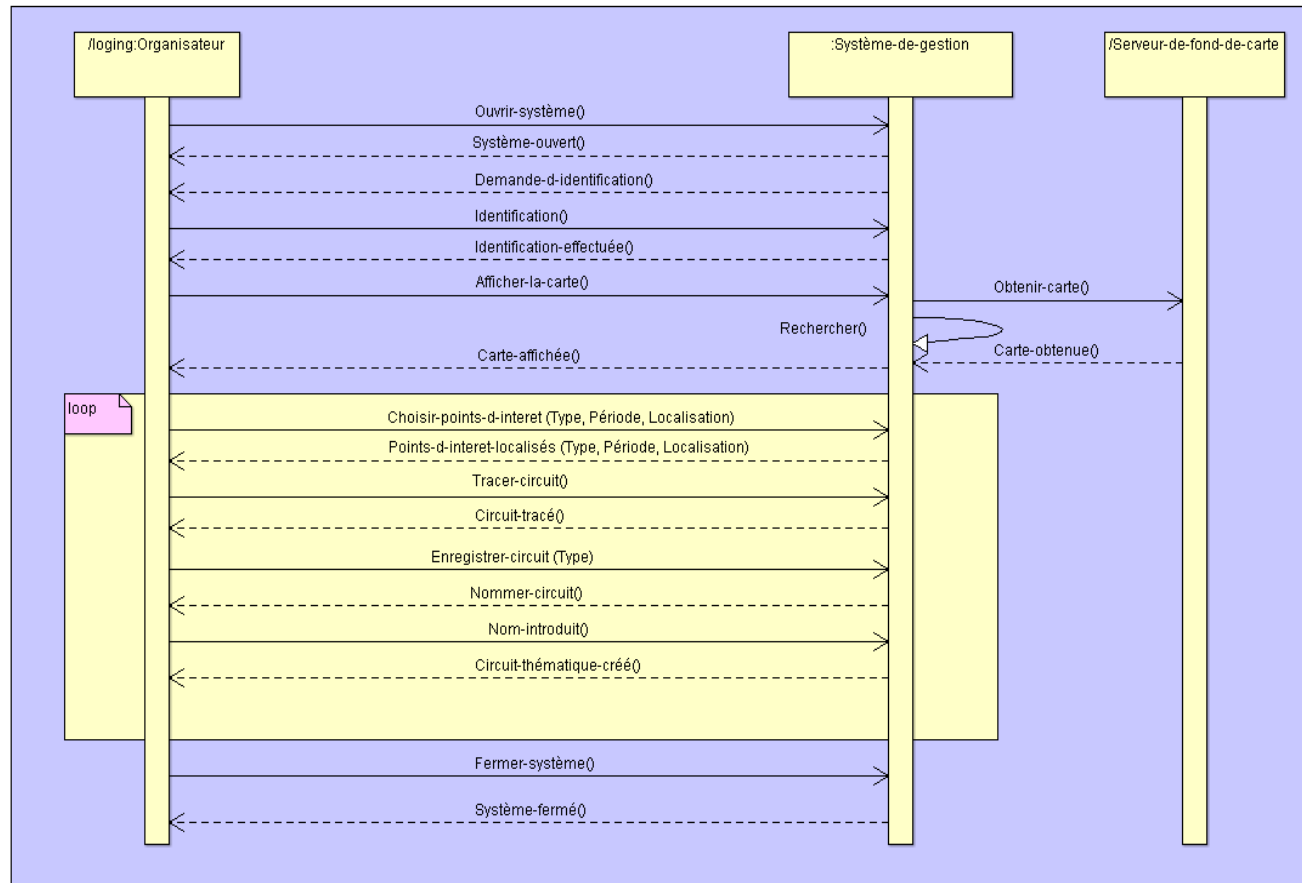 /loging:Organisateur
:Système-de-gestion
/Serveur-de-fond-de-carte
Ouvrir-système()
Système-ouvert()
Demande-d-identification()
Identification()
Identification-effectuée()
Afficher-la-carte()
Obtenir-carte()
Rechercher()
Carte-obtenue()
Carte-affichée()
loop
Choisir-points-d-interet (Type, Période, Localisation)
Points-d-interet-localisés (Type, Période, Localisation)
Tracer-circuit()
Circuit-tracé()
Enregistrer-circuit (Type)
Nommer-circuit()
Nom-introduit()
Circuit-thématique-créé()
Fermer-système()
Système-fermé()